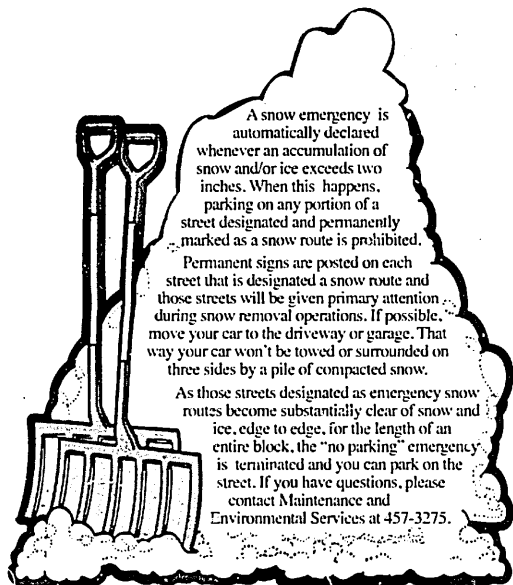 A snow emergency is
automatically declared
whenever an accumulation of
snow and/or ice exceeds two
inches. When this happens,
parking on any portion of a
street designated and permanently
marked as a snow route is prohibited.
Permanent signs are posted on each
street that is designated a snow route and
those streets will be given primary attention
during snow removal operations. If possible,
move your car to the driveway or garage. That
way your car won't be towed or surrounded on
three sides by a pile of compacted snow.
As those streets designated as emergency snow
routes become substantially clear of snow and
ice, edge to edge, for the length of an
entire block, the "no parking" emergency
is terminated and you can park on the
street. If you have questions, please
contact Maintenance and
Environmental Services at 457-3275.